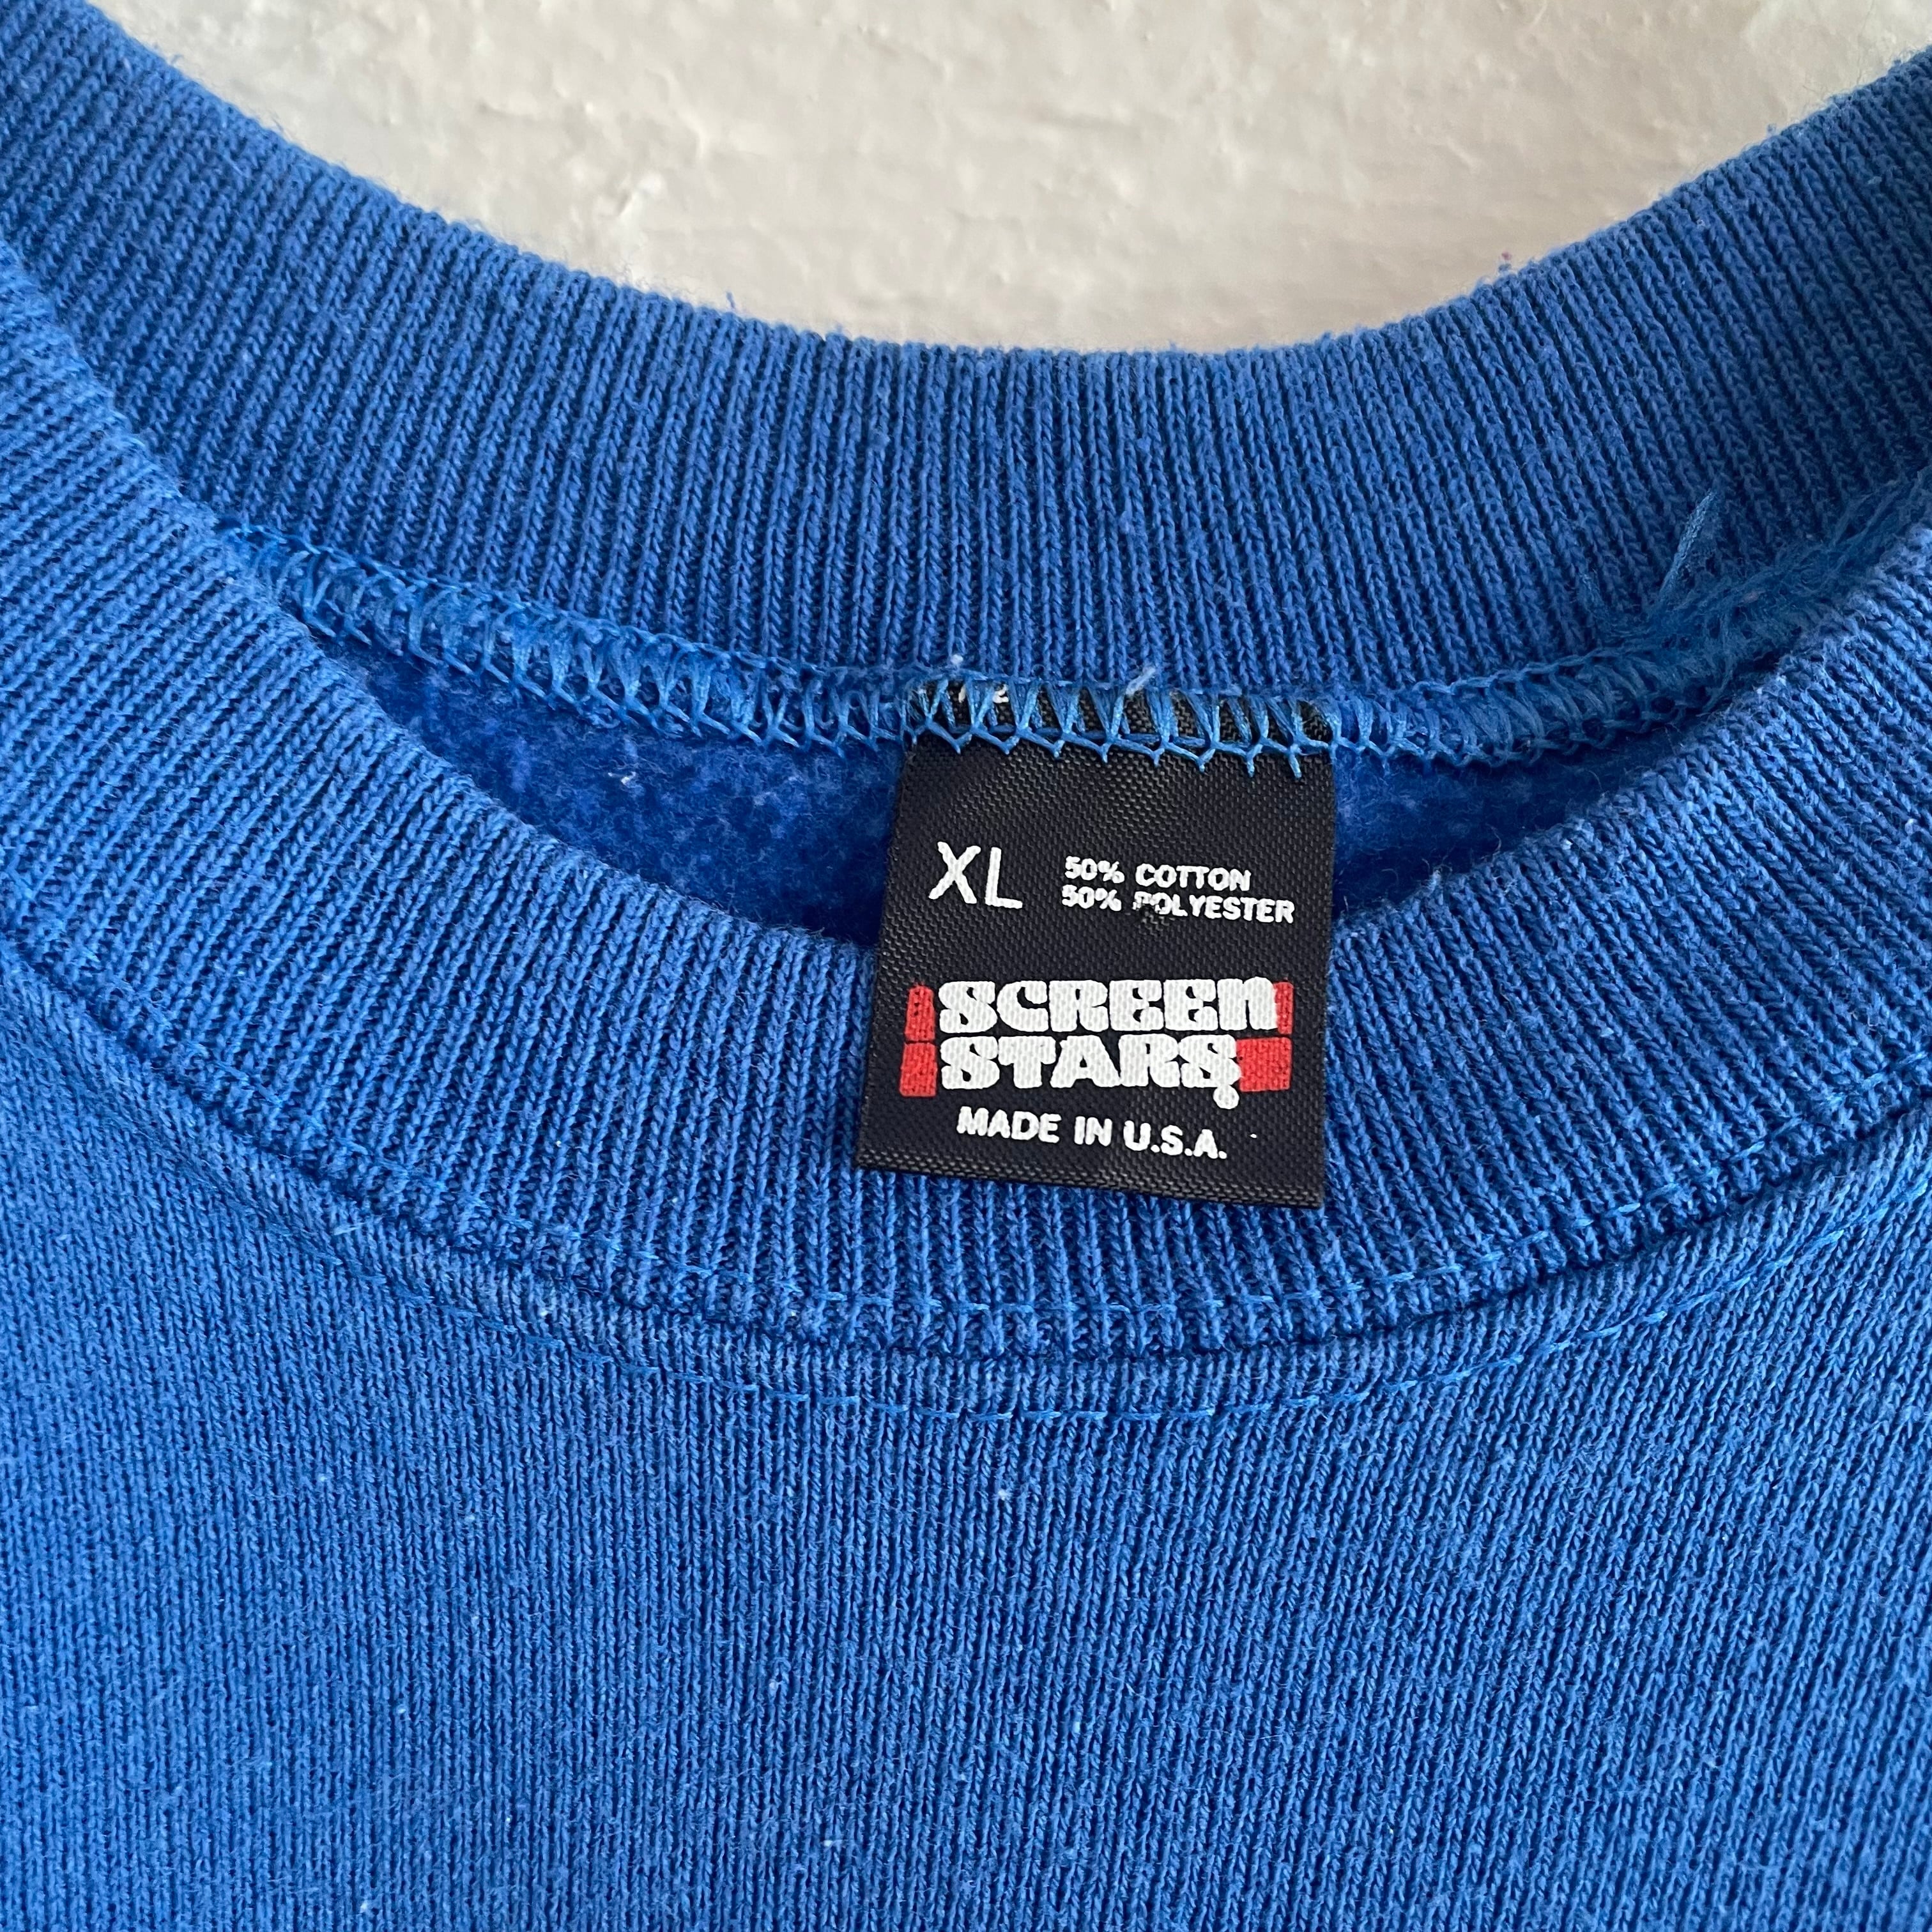 XL
50% COTTON
50% POLYESTER
SCREEN
STARS
MADE IN U.S.A.